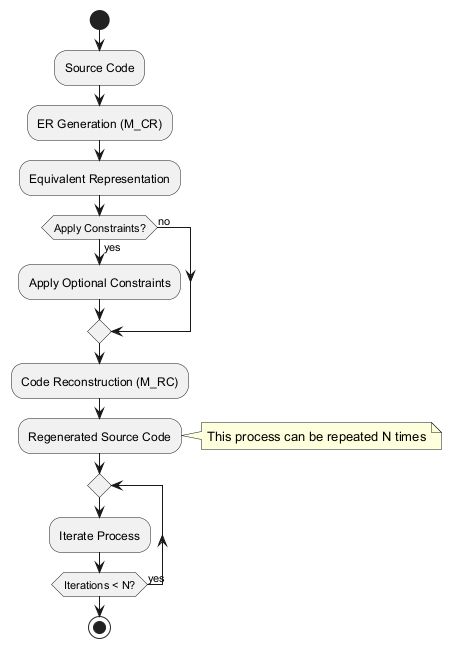 Source Code
ER Generation (M_CR)
Equivalent Representation
Apply Constraints?
no
yes
Apply Optional Constraints
Code Reconstruction (M_RC)
Regenerated Source Code
This process can be repeated N times
Iterate Process
Iterations < N?
yes